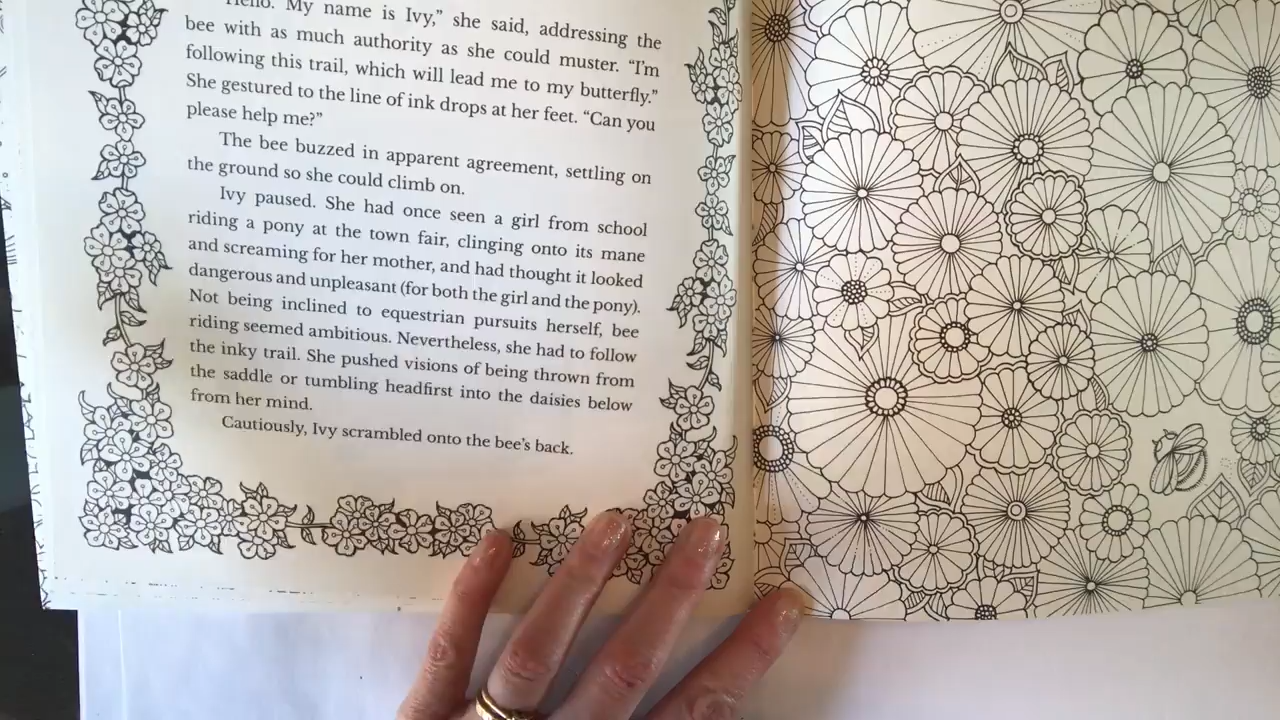 Hello. My name is Ivy,” she said, addressing the
bee with as much authority as she could muster. “I’m
following this trail, which will lead me to my butterfly.”
She gestured to the line of ink drops at her feet. “Can you
please help me?”
The bee buzzed in apparent agreement, settling on
the ground so she could climb on.
Ivy paused. She had once seen a girl from school
riding a pony at the town fair, clinging onto its mane
and screaming for her mother, and had thought it looked
dangerous and unpleasant (for both the girl and the pony).
Not being inclined to equestrian pursuits herself, bee
riding seemed ambitious. Nevertheless, she had to follow
the inky trail. She pushed visions of being thrown from
the saddle or tumbling headfirst into the daisies below
from her mind.
Cautiously, Ivy scrambled onto the bee’s back.